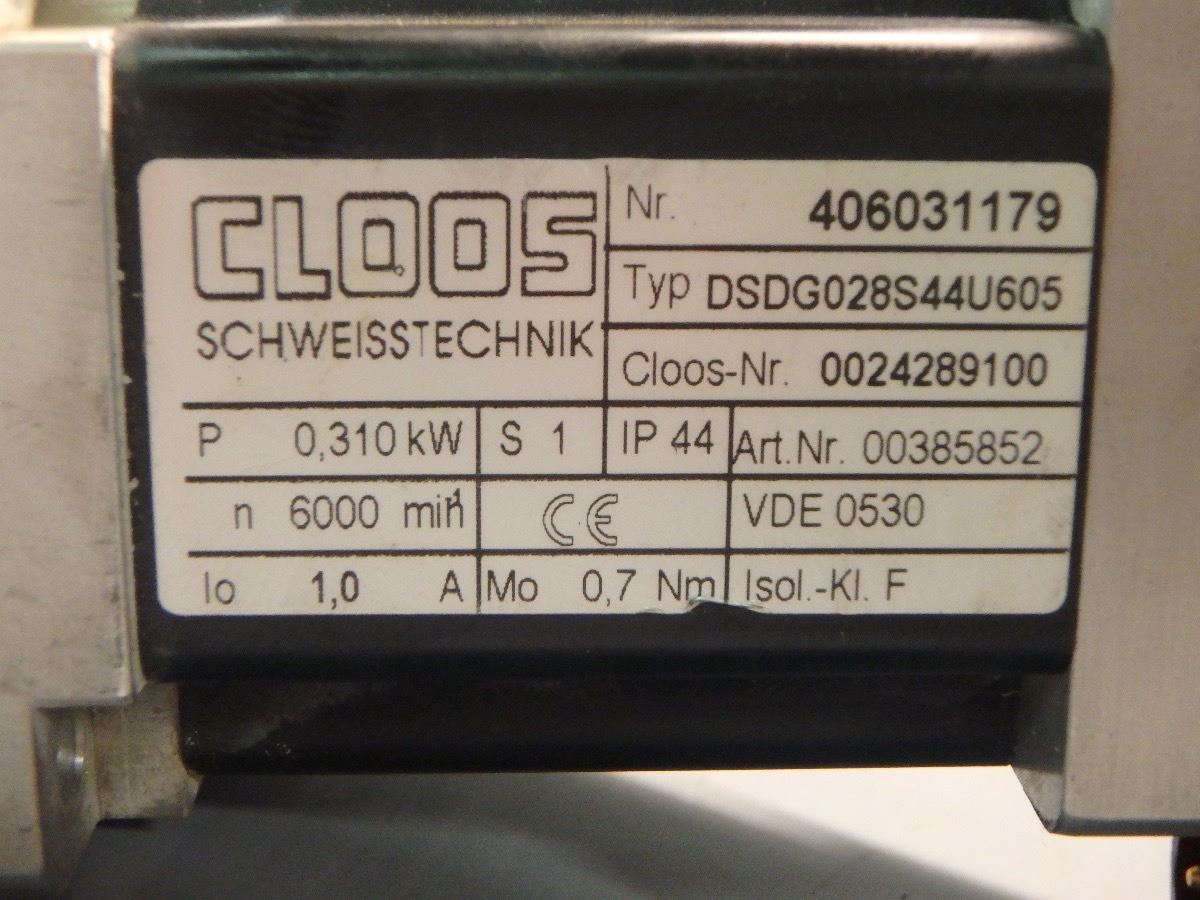 CLOOS
SCHWEISSTECHNIK
Nr. 406031179
Typ DSDG028S44U605
Cloos-Nr. 0024289100
P 0,310 kW S 1 IP 44 Art.Nr. 00385852
n 6000 min-1 CE VDE 0530
Io 1,0 A Mo 0,7 Nm Isol.-Kl. F